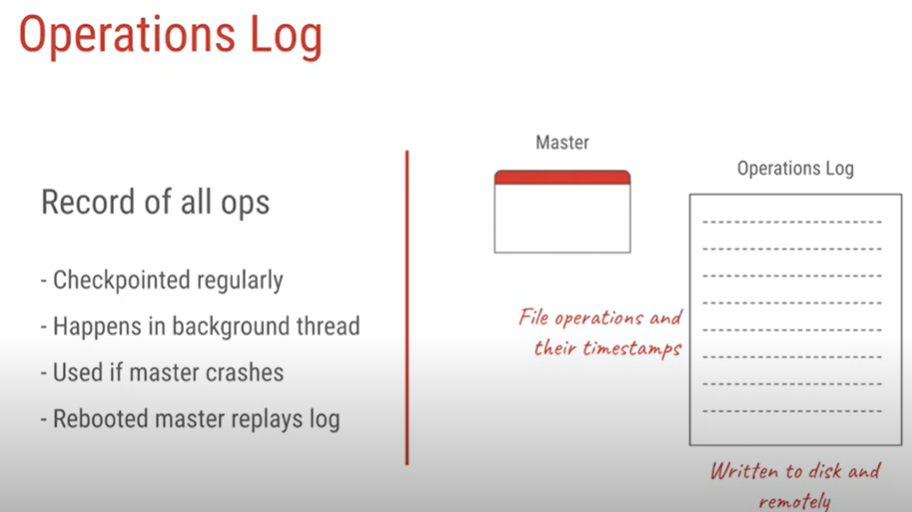 Operations Log
Record of all ops
- Checkpointed regularly
- Happens in background thread
- Used if master crashes
- Rebooted master replays log
Master
Operations Log
File operations and
their timestamps
Written to disk and
remotely